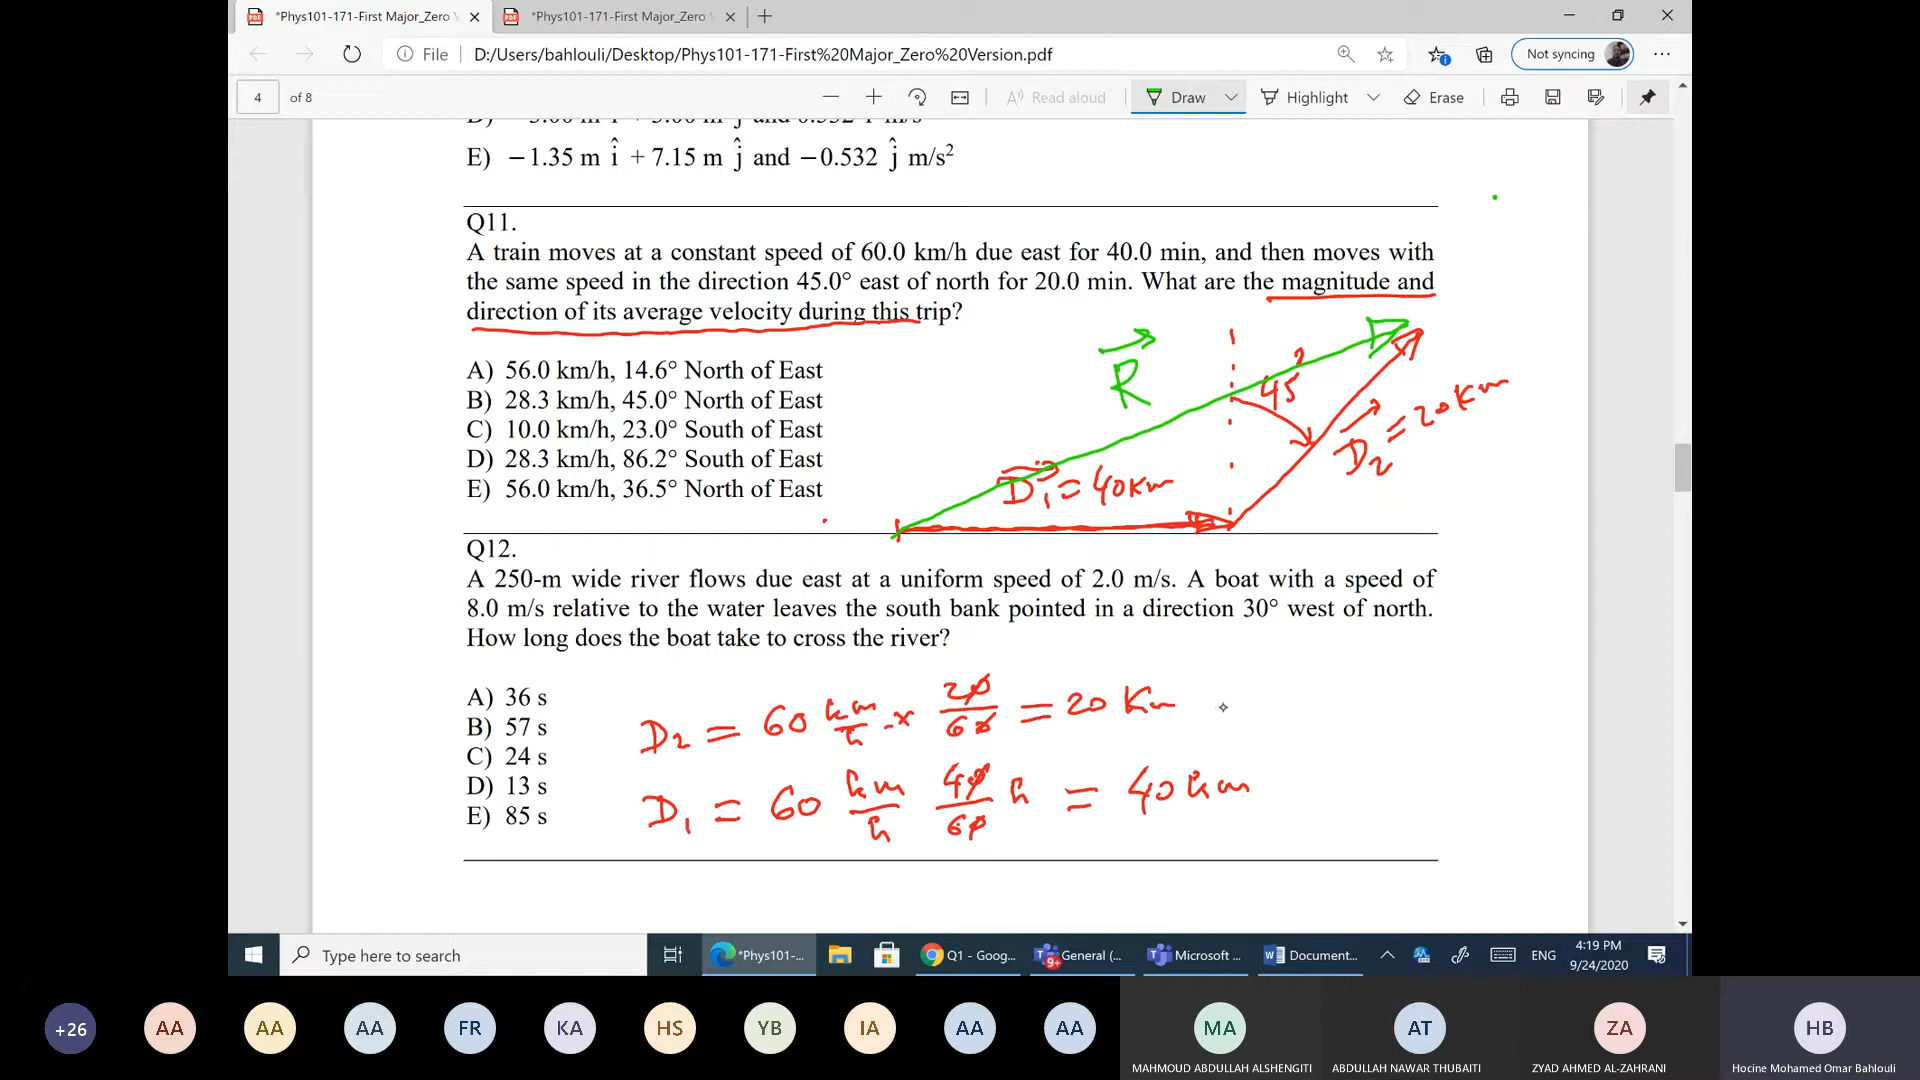 *Phys101-171-First Major_Zero V
*Phys101-171-First Major_Zero V
File
D:/Users/bahlouli/Desktop/Phys101-171-First%20Major_Zero%20Version.pdf
Not syncing
4 of 8
Read aloud
Draw
Highlight
Erase
E) −1.35 m î + 7.15 m ĵ and −0.532 ĵ m/s²
Q11.
A train moves at a constant speed of 60.0 km/h due east for 40.0 min, and then moves with
the same speed in the direction 45.0° east of north for 20.0 min. What are the magnitude and
direction of its average velocity during this trip?
A) 56.0 km/h, 14.6° North of East
B) 28.3 km/h, 45.0° North of East
C) 10.0 km/h, 23.0° South of East
D) 28.3 km/h, 86.2° South of East
E) 56.0 km/h, 36.5° North of East
R
45
D₁ = 40 Km
D₂ = 20 Km
Q12.
A 250-m wide river flows due east at a uniform speed of 2.0 m/s. A boat with a speed of
8.0 m/s relative to the water leaves the south bank pointed in a direction 30° west of north.
How long does the boat take to cross the river?
A) 36 s
B) 57 s
C) 24 s
D) 13 s
E) 85 s
D₂ = 60 km/h × 20/60 = 20 Km
D₁ = 60 km/h 40/60 h = 40 km
Type here to search
*Phys101-...
Q1 - Goog...
9+
General (...
Microsoft ...
Document...
ENG
4:19 PM
9/24/2020
+26
AA
AA
AA
FR
KA
HS
YB
IA
AA
AA
MA
AT
ZA
HB
MAHMOUD ABDULLAH ALSHENGITI
ABDULLAH NAWAR THUBAITI
ZYAD AHMED AL-ZAHRANI
Hocine Mohamed Omar Bahlouli